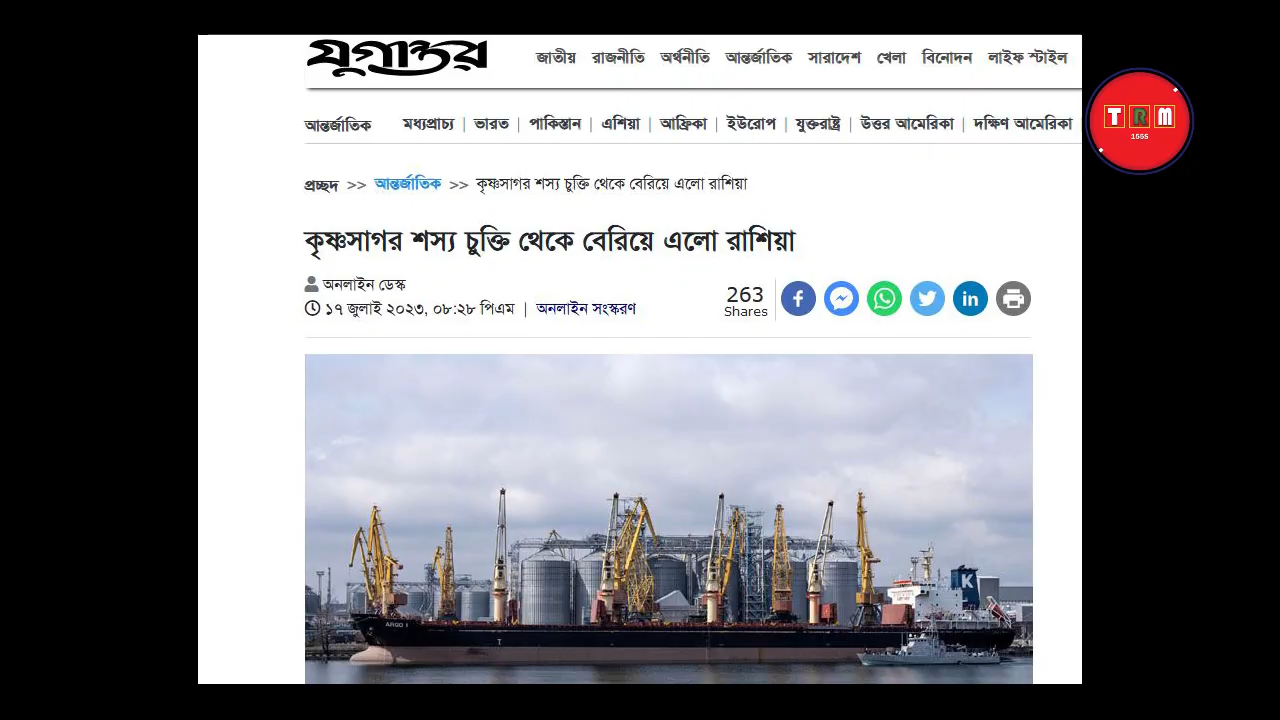 যুগান্তর
জাতীয় রাজনীতি অর্থনীতি আন্তর্জাতিক সারাদেশ খেলা বিনোদন লাইফ স্টাইল
T R M
1565
আন্তর্জাতিক মধ্যপ্রাচ্য | ভারত | পাকিস্তান | এশিয়া | আফ্রিকা | ইউরোপ | যুক্তরাষ্ট্র | উত্তর আমেরিকা | দক্ষিণ আমেরিকা
প্রচ্ছদ >> আন্তর্জাতিক >> কৃষ্ণসাগর শস্য চুক্তি থেকে বেরিয়ে এলো রাশিয়া
কৃষ্ণসাগর শস্য চুক্তি থেকে বেরিয়ে এলো রাশিয়া
অনলাইন ডেস্ক
১৭ জুলাই ২০২৩, ০৮:২৮ পিএম | অনলাইন সংস্করণ
263
Shares
K
ARGO I